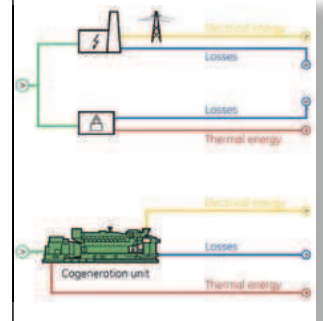 Electrical energy
Losses
Losses
Thermal energy
Electrical energy
Losses
Cogeneration unit
Thermal energy